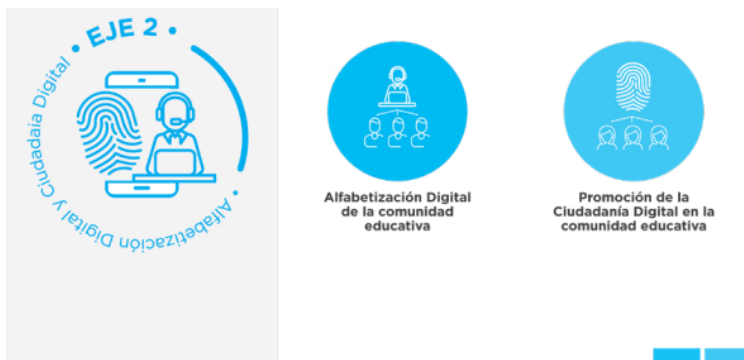 • EJE 2 •
Alfabetización Digital y Ciudadaia Digital •
Alfabetización Digital
de la comunidad
educativa
Promoción de la
Ciudadanía Digital en la
comunidad educativa